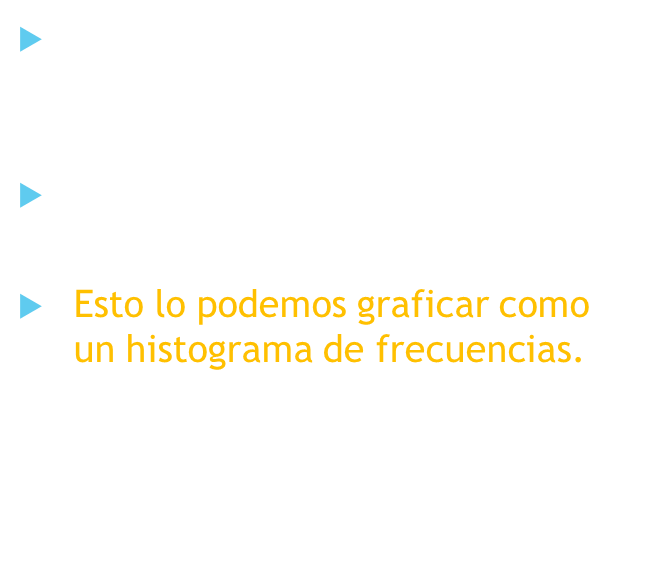 Esto lo podemos graficar como
un histograma de frecuencias.